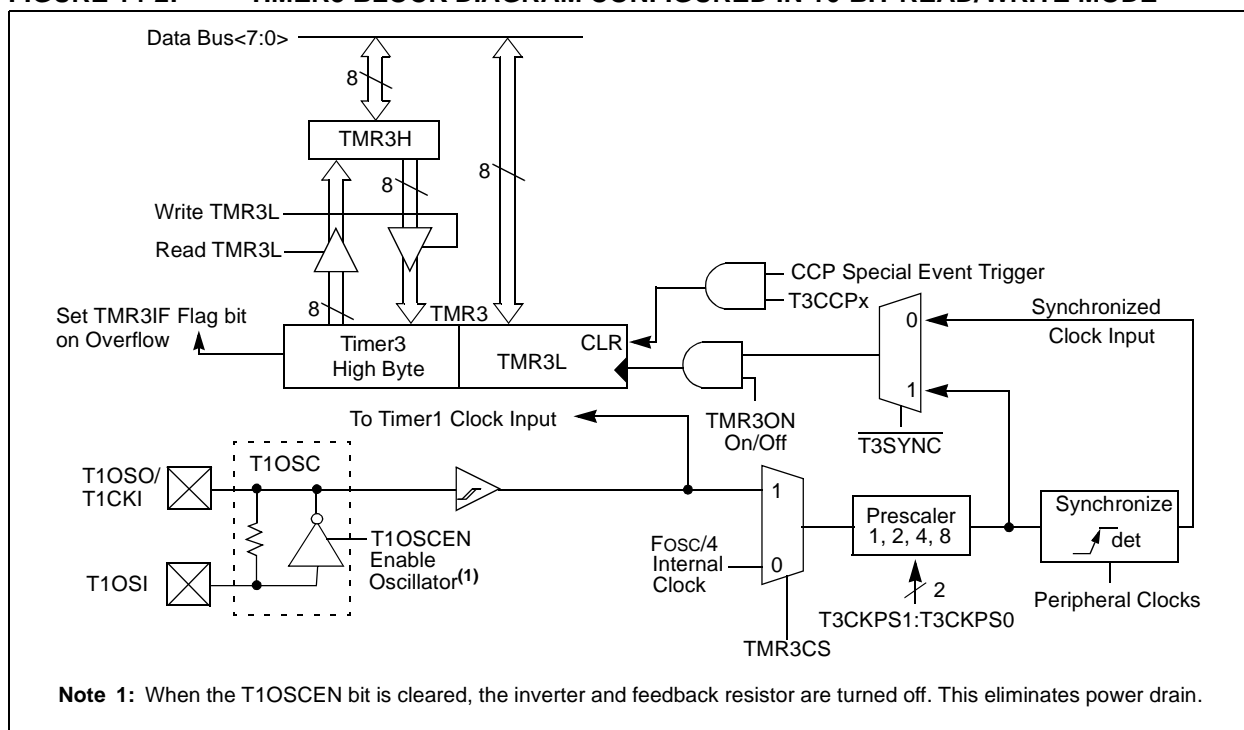 Data Bus<7:0>
8
TMR3H
8
8
Write TMR3L
Read TMR3L
8
TMR3
Set TMR3IF Flag bit
on Overflow
Timer3
High Byte
TMR3L
CLR
CCP Special Event Trigger
T3CCPx
0
1
Synchronized
Clock Input
TMR3ON
On/Off
T3SYNC
To Timer1 Clock Input
T1OSC
T1OSO/
T1CKI
T1OSI
T1OSCEN
Enable
Oscillator(1)
1
0
FOSC/4
Internal
Clock
TMR3CS
Prescaler
1, 2, 4, 8
2
T3CKPS1:T3CKPS0
Synchronize
det
Peripheral Clocks
Note 1: When the T1OSCEN bit is cleared, the inverter and feedback resistor are turned off. This eliminates power drain.